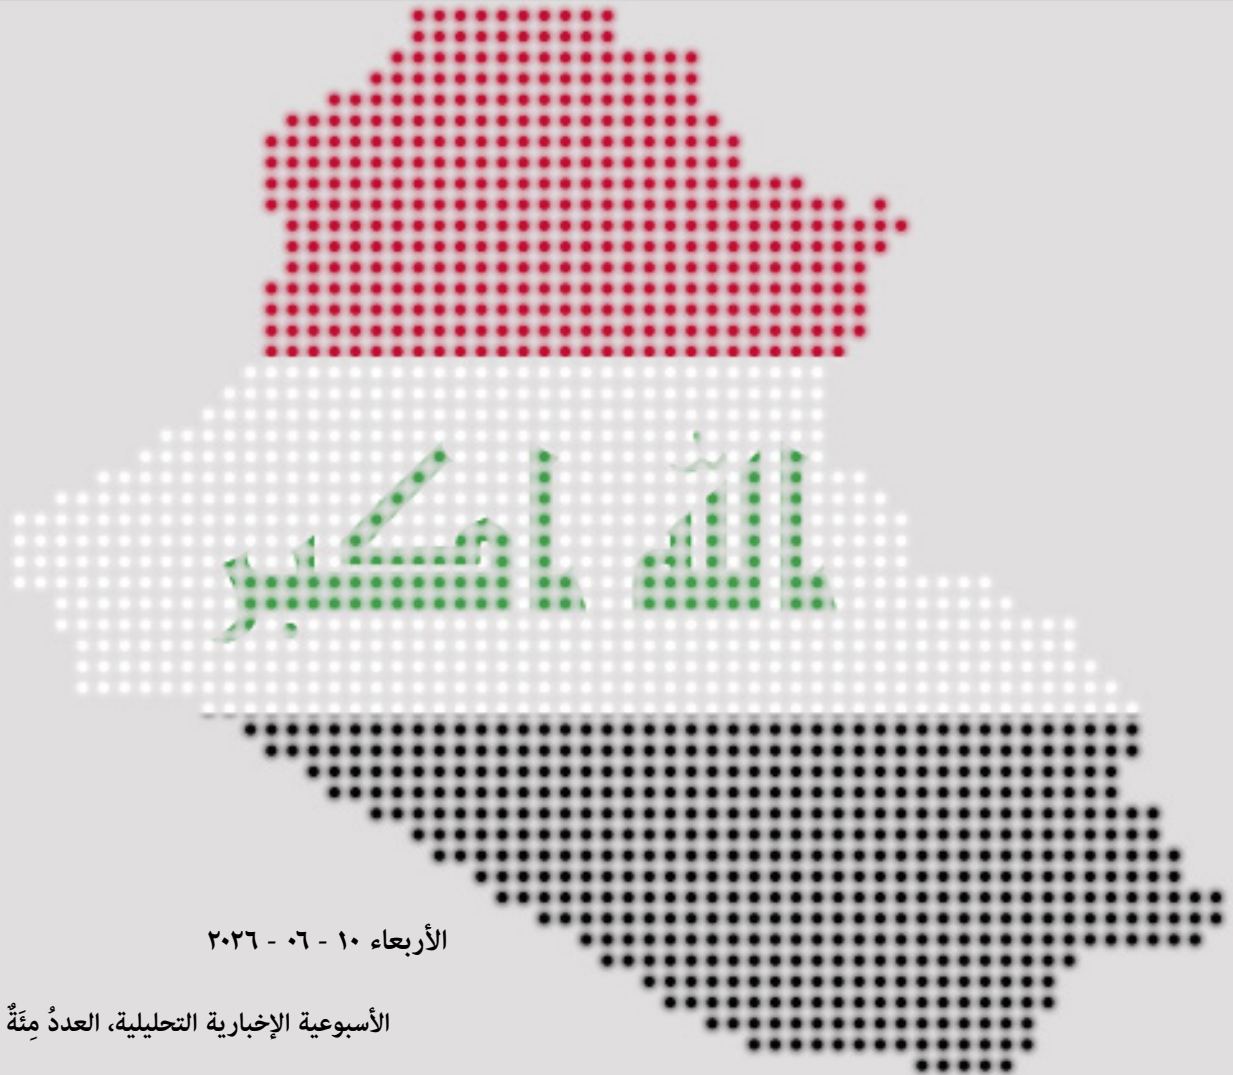 الله اكبر
الأربعاء ١٠ - ٠٦ - ٢٠٢٦
الأسبوعية الإخبارية التحليلية، العددُ مِئَةٌ